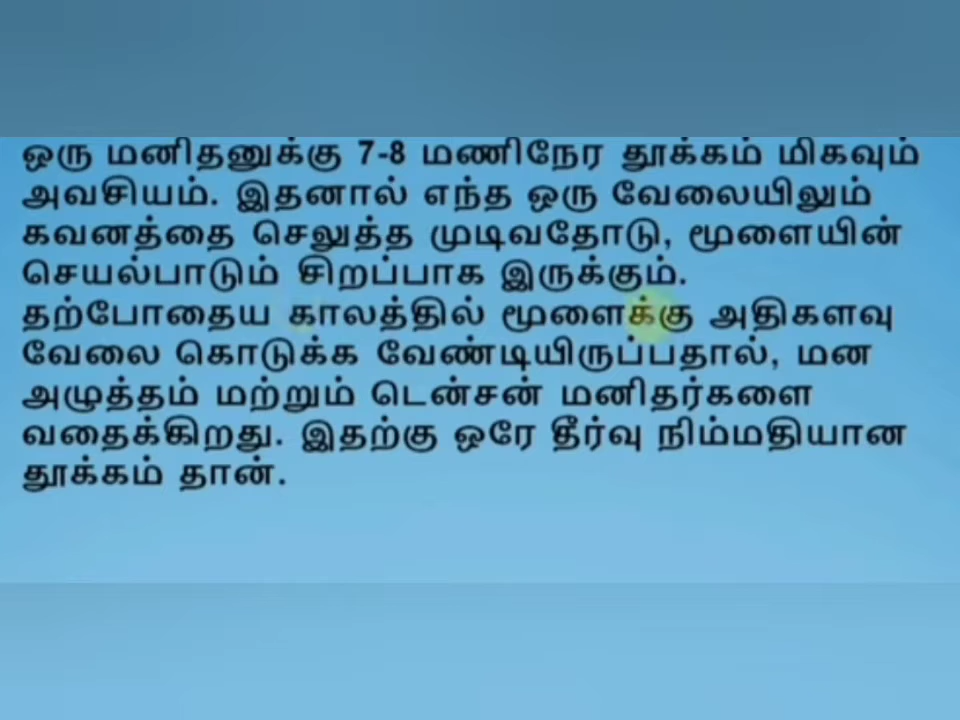 ஒரு மனிதனுக்கு 7-8 மணிநேர தூக்கம் மிகவும்
அவசியம். இதனால் எந்த ஒரு வேலையிலும்
கவனத்தை செலுத்த முடிவதோடு, மூளையின்
செயல்பாடும் சிறப்பாக இருக்கும்.
தற்போதைய காலத்தில் மூளைக்கு அதிகளவு
வேலை கொடுக்க வேண்டியிருப்பதால், மன
அழுத்தம் மற்றும் டென்சன் மனிதர்களை
வதைக்கிறது. இதற்கு ஒரே தீர்வு நிம்மதியான
தூக்கம் தான்.